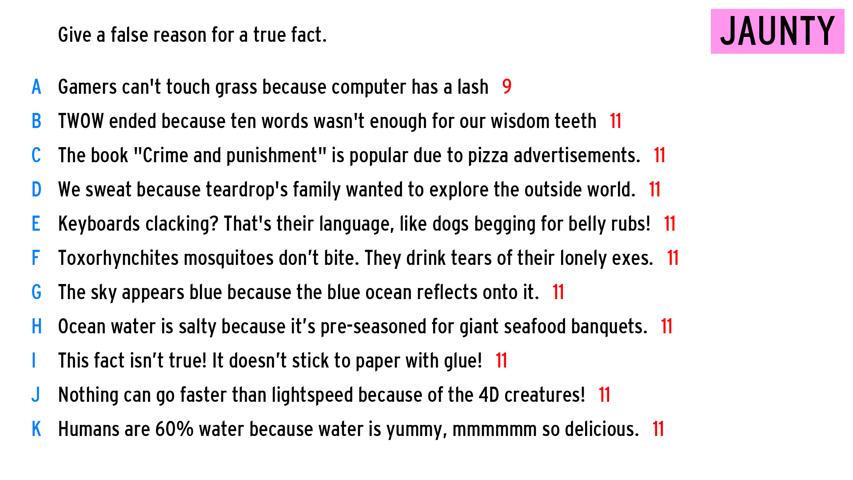 Give a false reason for a true fact.
JAUNTY
A Gamers can't touch grass because computer has a lash 9
B TWOW ended because ten words wasn't enough for our wisdom teeth 11
C The book "Crime and punishment" is popular due to pizza advertisements. 11
D We sweat because teardrop's family wanted to explore the outside world. 11
E Keyboards clacking? That's their language, like dogs begging for belly rubs! 11
F Toxorhynchites mosquitoes don’t bite. They drink tears of their lonely exes. 11
G The sky appears blue because the blue ocean reflects onto it. 11
H Ocean water is salty because it’s pre-seasoned for giant seafood banquets. 11
I This fact isn’t true! It doesn’t stick to paper with glue! 11
J Nothing can go faster than lightspeed because of the 4D creatures! 11
K Humans are 60% water because water is yummy, mmmmmm so delicious. 11